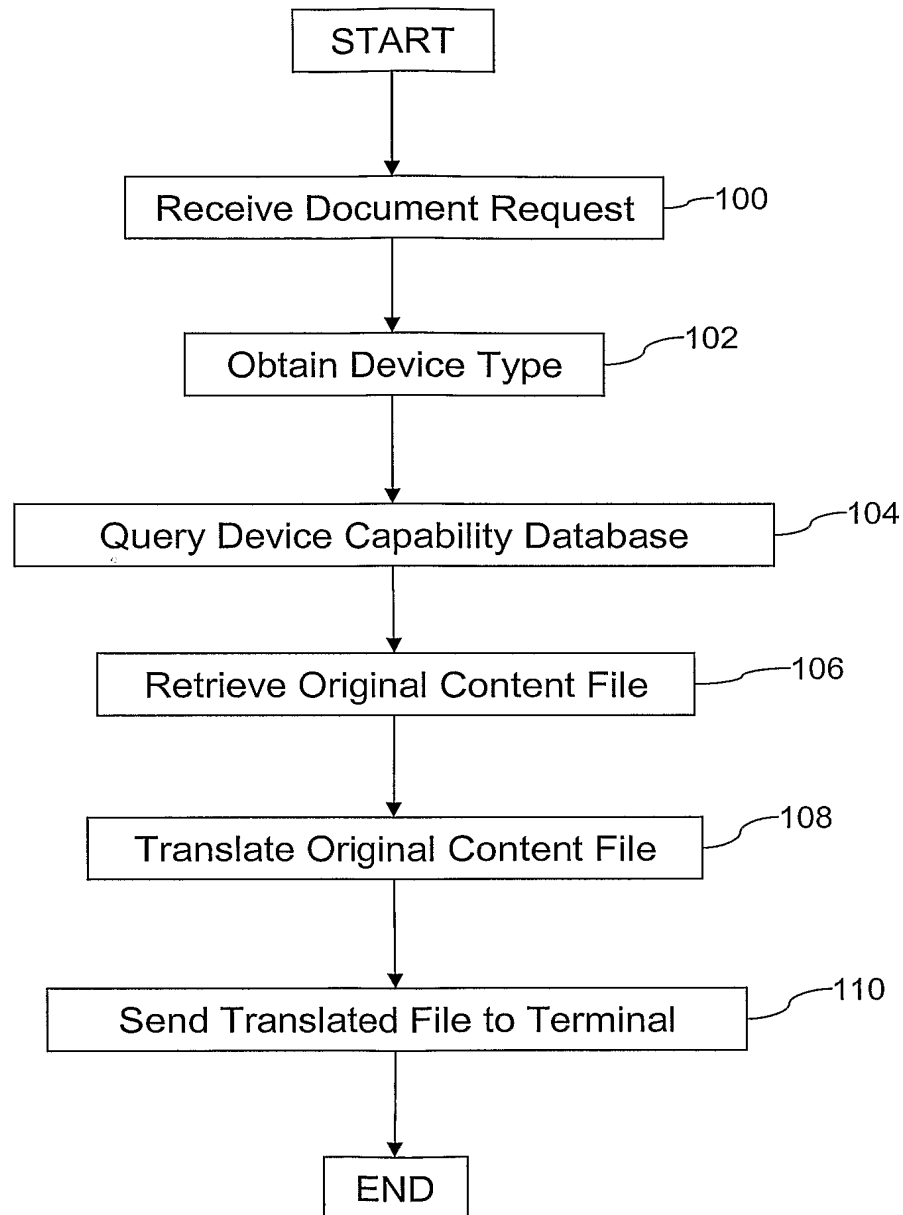 START
Receive Document Request
100
Obtain Device Type
102
Query Device Capability Database
104
Retrieve Original Content File
106
Translate Original Content File
108
Send Translated File to Terminal
110
END